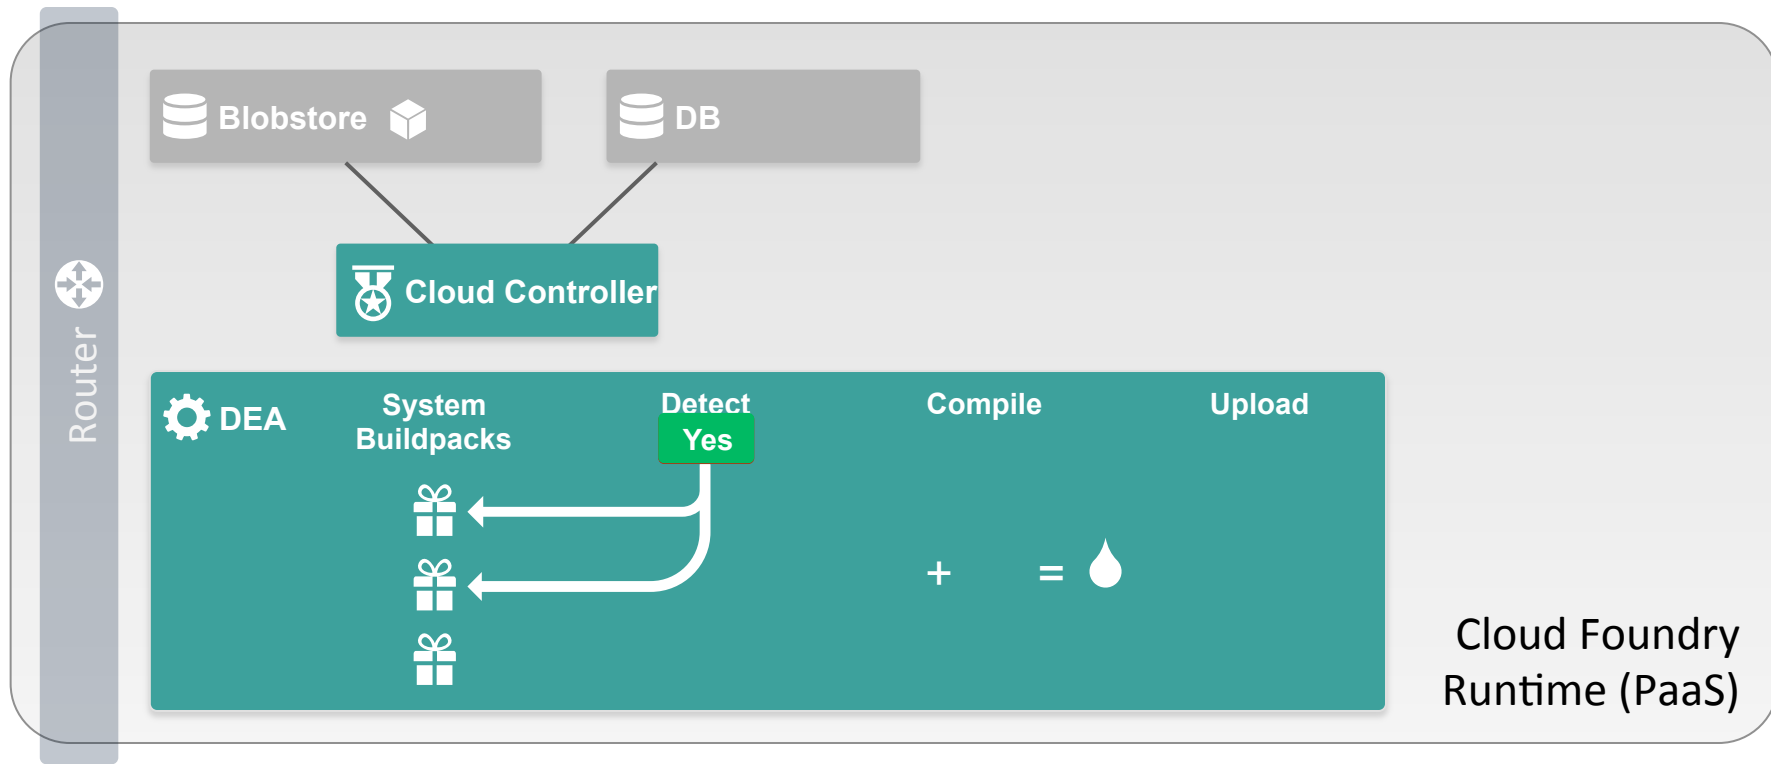 Blobstore
DB
Cloud Controller
Router
DEA
System
Buildpacks
Detect
Yes
Compile
Upload
+ =
Cloud Foundry
Runtime (PaaS)